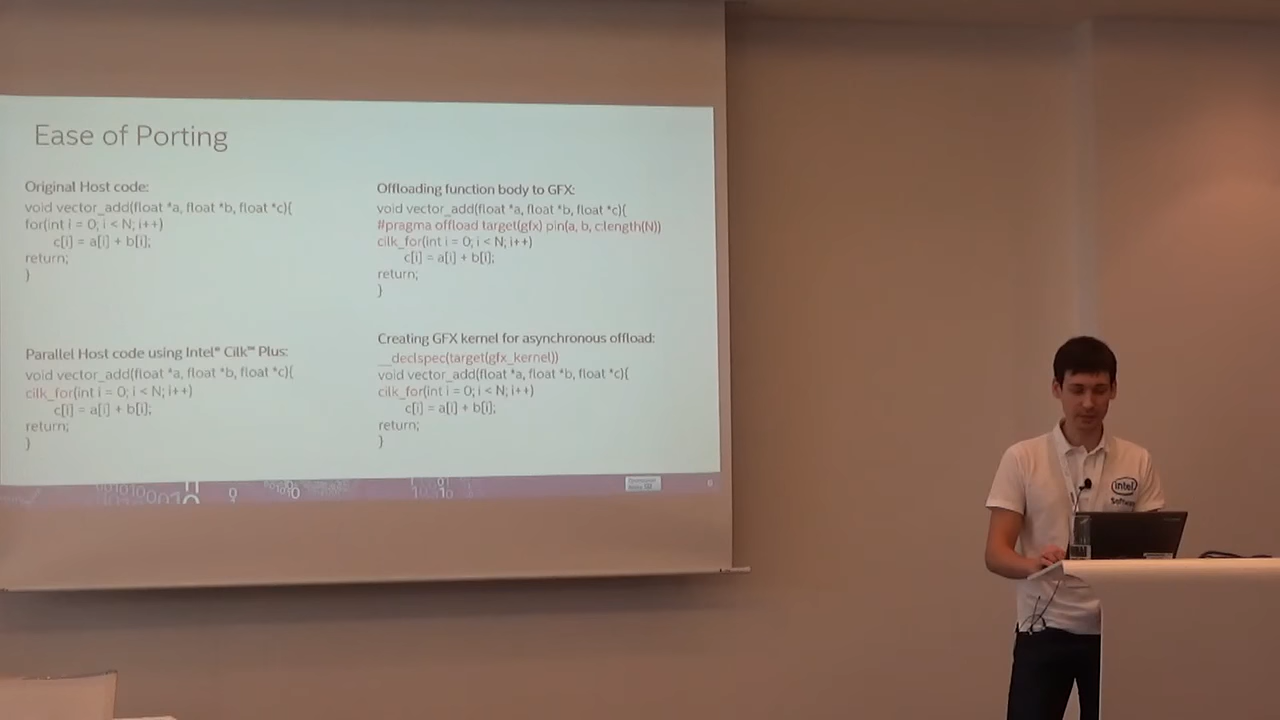 Ease of Porting
Original Host code:
void vector_add(float *a, float *b, float *c){
for(int i = 0; i < N; i++)
c[i] = a[i] + b[i];
return;
}
Parallel Host code using Intel® Cilk™ Plus:
void vector_add(float *a, float *b, float *c){
cilk_for(int i = 0; i < N; i++)
c[i] = a[i] + b[i];
return;
}
Offloading function body to GFX:
void vector_add(float *a, float *b, float *c){
#pragma offload target(gfx) pin(a, b, c:length(N))
cilk_for(int i = 0; i < N; i++)
c[i] = a[i] + b[i];
return;
}
Creating GFX kernel for asynchronous offload:
__declspec(target(gfx_kernel))
void vector_add(float *a, float *b, float *c){
cilk_for(int i = 0; i < N; i++)
c[i] = a[i] + b[i];
return;
}
intel